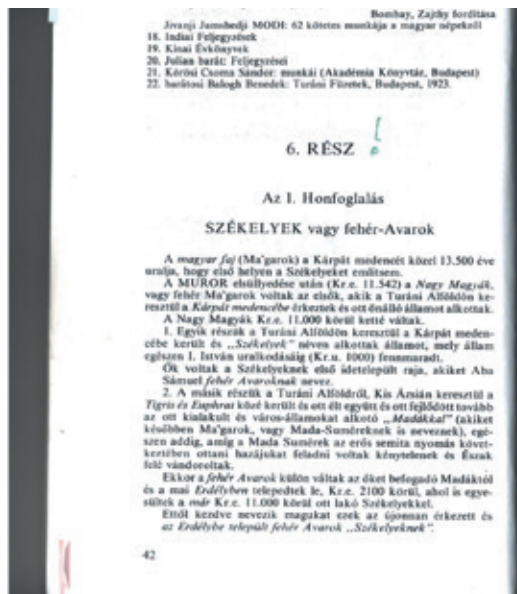 Bombay, Zajthy fordítása
Jivanji Jamshedji MODI: 62 kötetes munkája a magyar népekről
18. Indiai Feljegyzések
19. Kinai Évkönyvek
20. Julian barát: Feljegyzései
21. Kőrösi Csoma Sándor: munkái (Akadémia Könyvtár, Budapest)
22. barátosi Balogh Benedek: Turáni Füzetek, Budapest, 1923.
6. RÉSZ !
Az I. Honfoglalás
SZÉKELYEK vagy fehér-Avarok
A magyar faj (Ma'garok) a Kárpát medencét közel 13.500 éve
uralja, hogy első helyen a Székelyeket emlitsem.
A MUROR elsüllyedése után (Kr.e. 11.542) a Nagy Magyák,
vagy fehér Ma'garok voltak az elsők, akik a Turáni Alföldön ke-
resztül a Kárpát medencébe érkeztek és ott önálló államot alkottak.
A Nagy Magyák Kr.e. 11.000 körül ketté váltak.
1. Egyik részük a Turáni Alföldön keresztül a Kárpát meden-
cébe került és „Székelyek" néven alkottak államot, mely állam
egészen I. István uralkodásáig (Kr.u. 1000) fennmaradt.
Ők voltak a Székelyeknek első idetelepült raja, akiket Aba
Sámuel fehér Avaroknak nevez.
2. A másik részük a Turáni Alföldről, Kis Ázsián keresztül a
Tigris és Euphrat közé került és ott élt együtt és ott fejlődött tovább
az ott kialakult és város-államokat alkotó „Madákkal" (akiket
későbben Ma'garok, vagy Mada-Suméreknek is neveznek), egé-
szen addig, amíg a Mada Sumérek az erős semita nyomás követ-
keztében ottani hazájukat feladni voltak kénytelenek és Észak
felé vándoroltak.
Ekkor a fehér Avarok külön váltak az őket befogadó Madáktól
és a mai Erdélyben telepedtek le, Kr.e. 2100 körül, ahol is egye-
sültek a már Kr.e. 11.000 körül ott lakó Székelyekkel.
Ettől kezdve nevezik magukat ezek az újonnan érkezett és
az Erdélybe települt fehér Avarok „Székelyeknek".
42